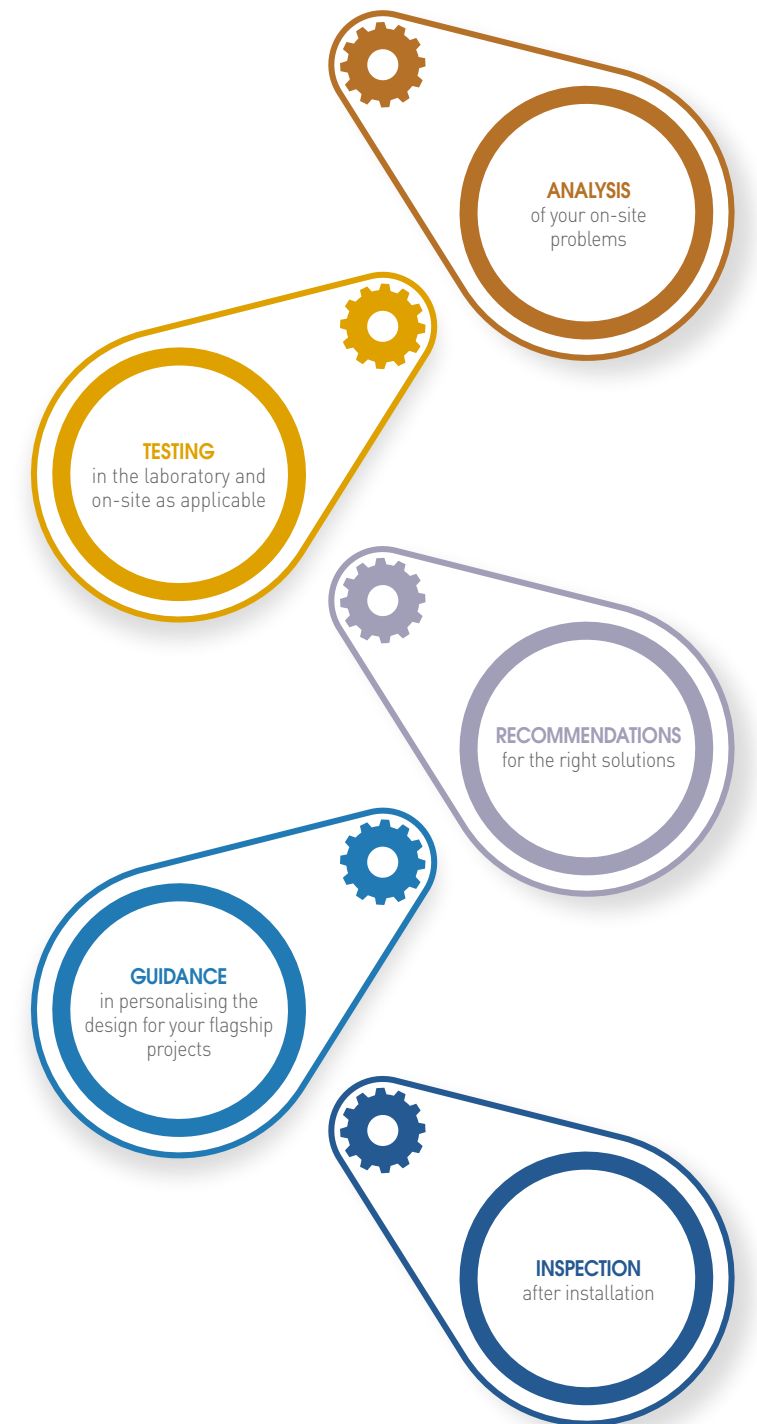 ANALYSIS
of your on-site
problems
TESTING
in the laboratory and
on-site as applicable
RECOMMENDATIONS
for the right solutions
GUIDANCE
in personalising the
design for your flagship
projects
INSPECTION
after installation